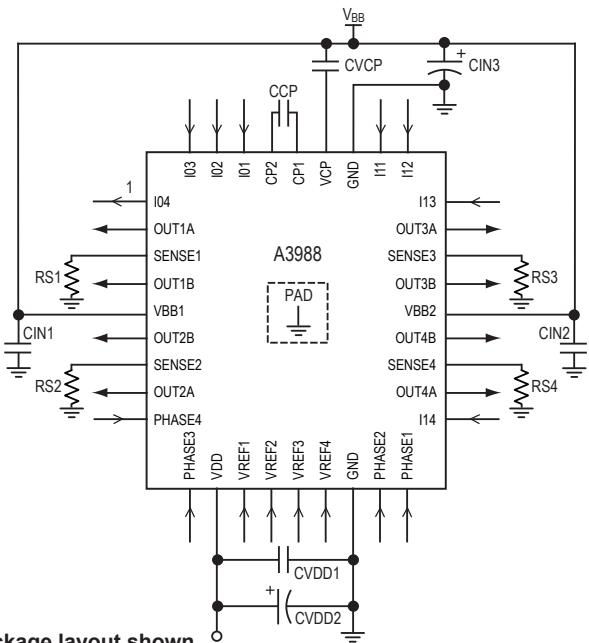 VBB
CVCP
CIN3
CCP
I03
I02
I01
CP2
CP1
VCP
GND
I11
I12
1
I04
I13
OUT1A
A3988
OUT3A
SENSE1
SENSE3
RS1
OUT1B
PAD
OUT3B
RS3
VBB1
VBB2
CIN1
OUT2B
OUT4B
CIN2
SENSE2
SENSE4
RS2
OUT2A
OUT4A
RS4
PHASE4
I14
PHASE3
VDD
VREF1
VREF2
VREF3
VREF4
GND
PHASE2
PHASE1
CVDD1
+
CVDD2
+
ckage layout shown